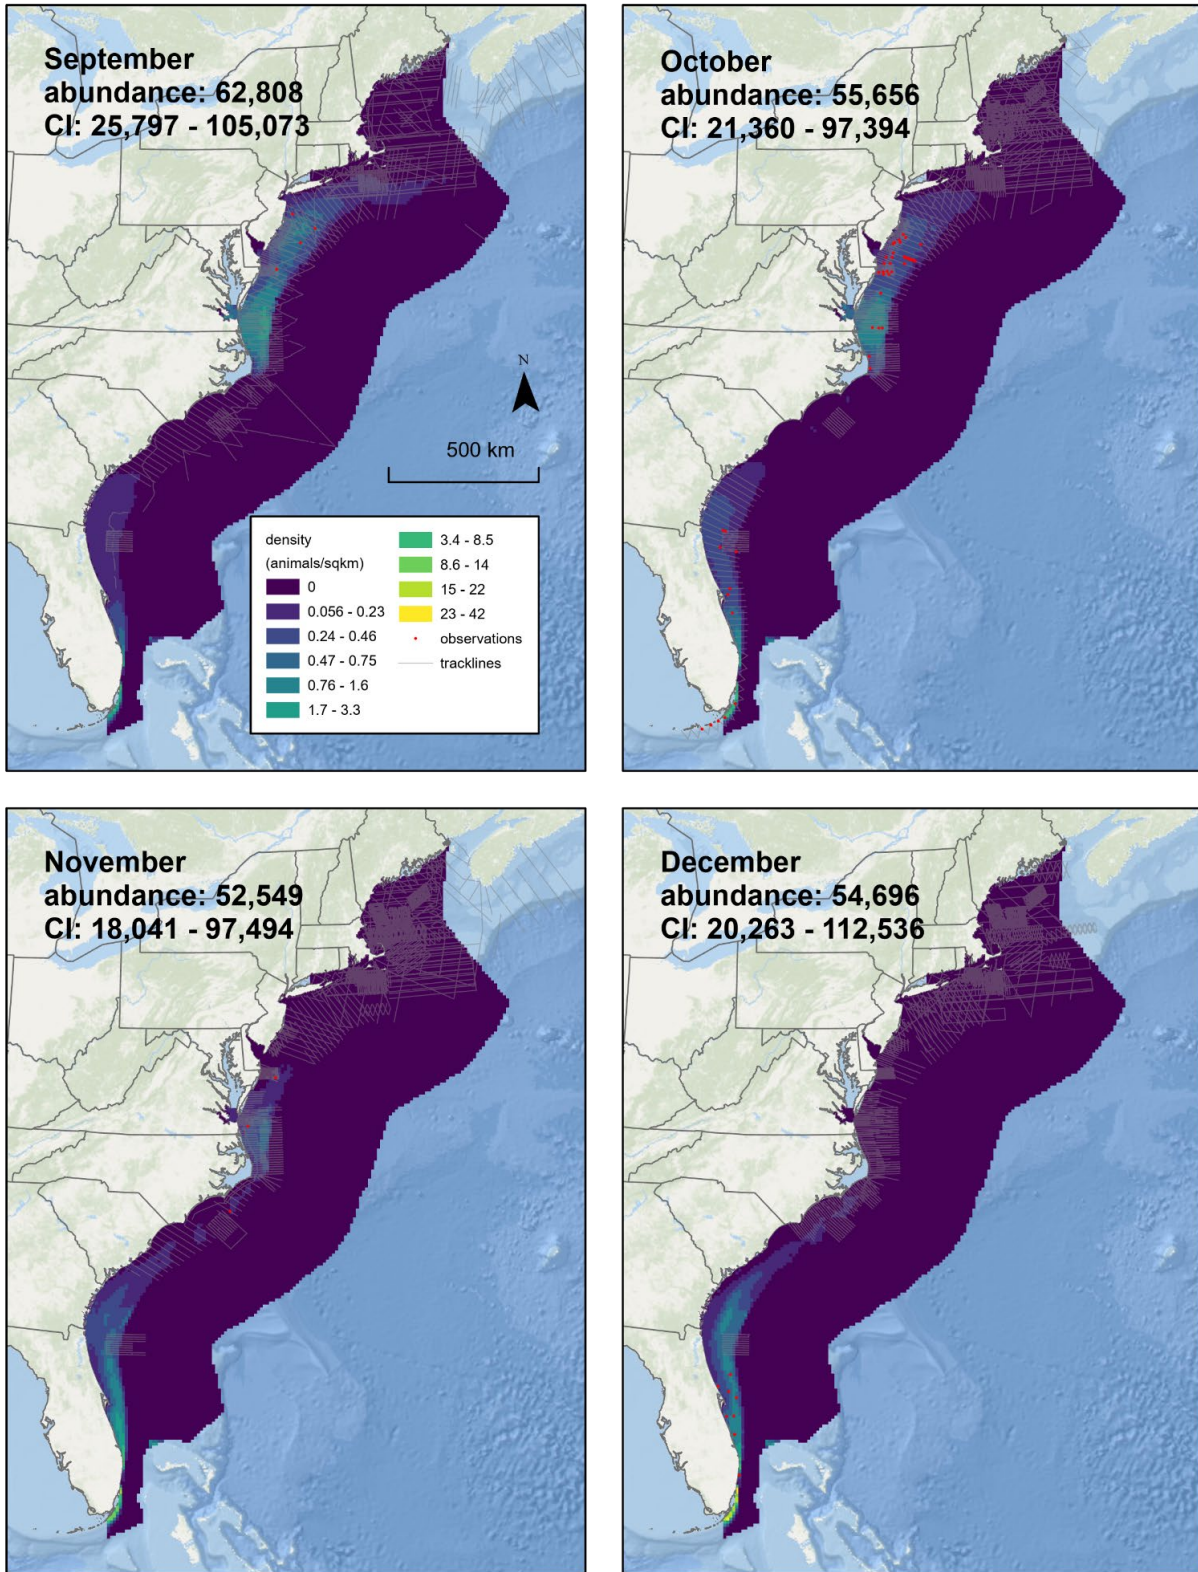 September
abundance: 62,808
CI: 25,797 - 105,073
N
500 km
density
(animals/sqkm)
0
0.056 - 0.23
0.24 - 0.46
0.47 - 0.75
0.76 - 1.6
1.7 - 3.3
3.4 - 8.5
8.6 - 14
15 - 22
23 - 42
observations
tracklines
October
abundance: 55,656
CI: 21,360 - 97,394
November
abundance: 52,549
CI: 18,041 - 97,494
December
abundance: 54,696
CI: 20,263 - 112,536